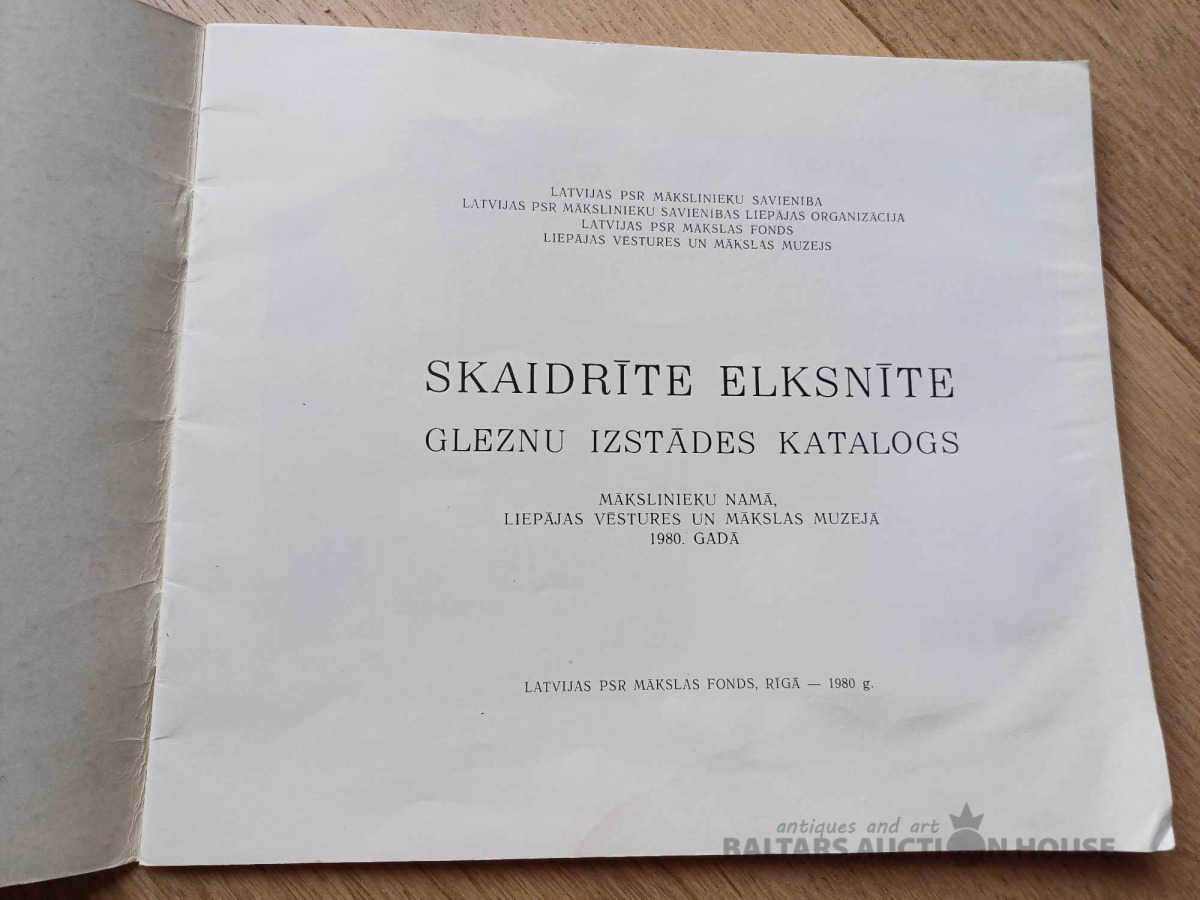 LATVIJAS PSR MĀKSLINIEKU SAVIENĪBA
LATVIJAS PSR MĀKSLINIEKU SAVIENĪBAS LIEPĀJAS ORGANIZĀCIJA
LATVIJAS PSR MĀKSLAS FONDS
LIEPĀJAS VĒSTURES UN MĀKSLAS MUZEJS
SKAIDRĪTE ELKSNĪTE
GLEZNU IZSTĀDES KATALOGS
MĀKSLINIEKU NAMĀ,
LIEPĀJAS VĒSTURES UN MĀKSLAS MUZEJĀ
1980. GADĀ
LATVIJAS PSR MĀKSLAS FONDS, RĪGĀ — 1980 g.
antiques and art
BALTARS AUCTION HOUSE